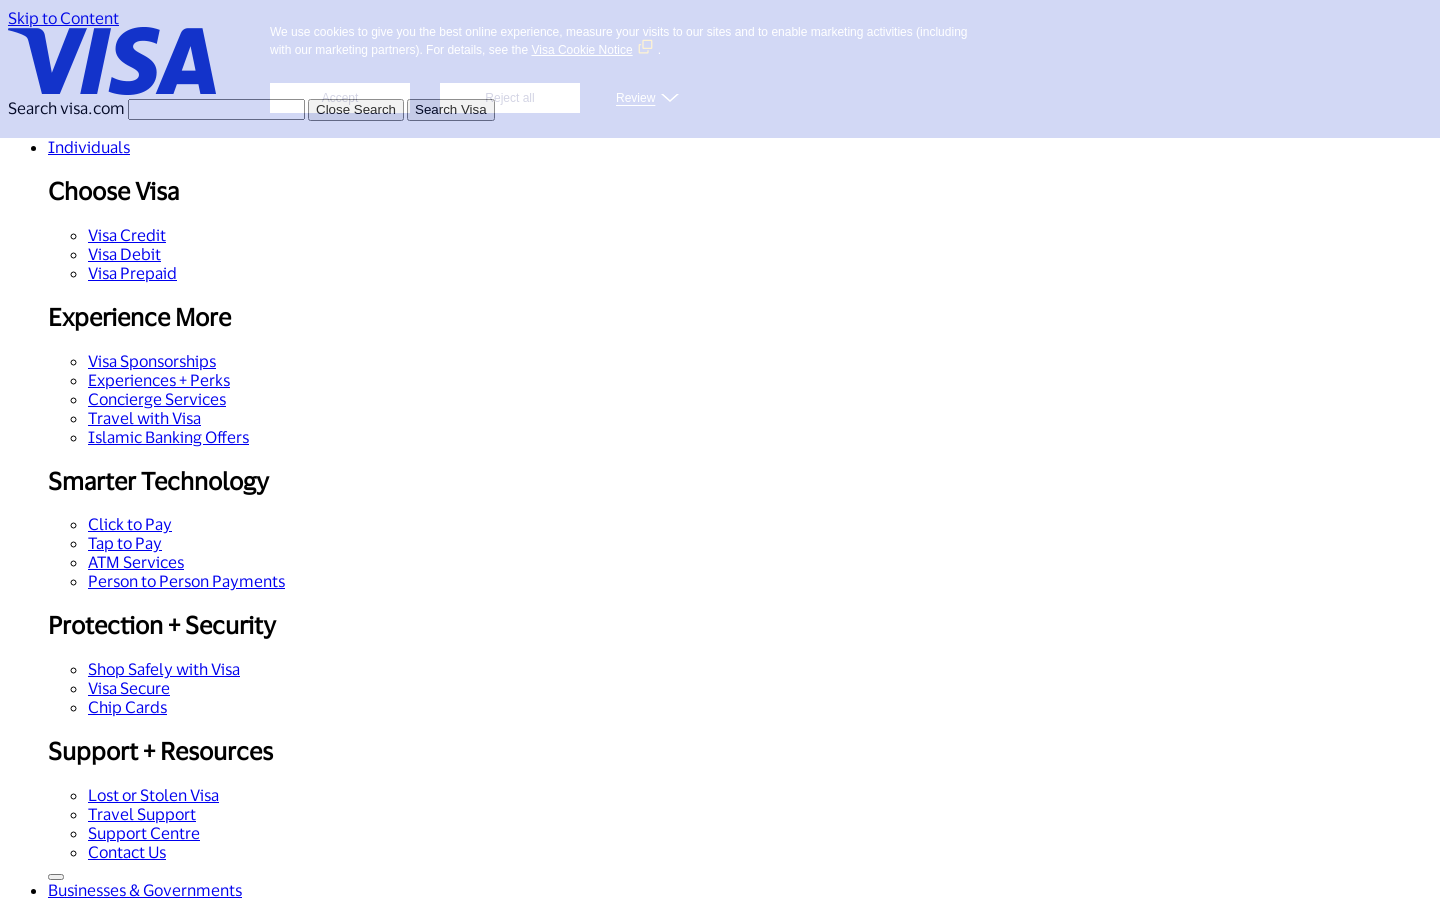 Skip to Content
VISA
We use cookies to give you the best online experience, measure your visits to our sites and to enable marketing activities (including
with our marketing partners). For details, see the Visa Cookie Notice .
Accept
Reject all
Review
Search visa.com Close Search Search Visa
Individuals
Choose Visa
Visa Credit
Visa Debit
Visa Prepaid
Experience More
Visa Sponsorships
Experiences + Perks
Concierge Services
Travel with Visa
Islamic Banking Offers
Smarter Technology
Click to Pay
Tap to Pay
ATM Services
Person to Person Payments
Protection + Security
Shop Safely with Visa
Visa Secure
Chip Cards
Support + Resources
Lost or Stolen Visa
Travel Support
Support Centre
Contact Us
Businesses & Governments